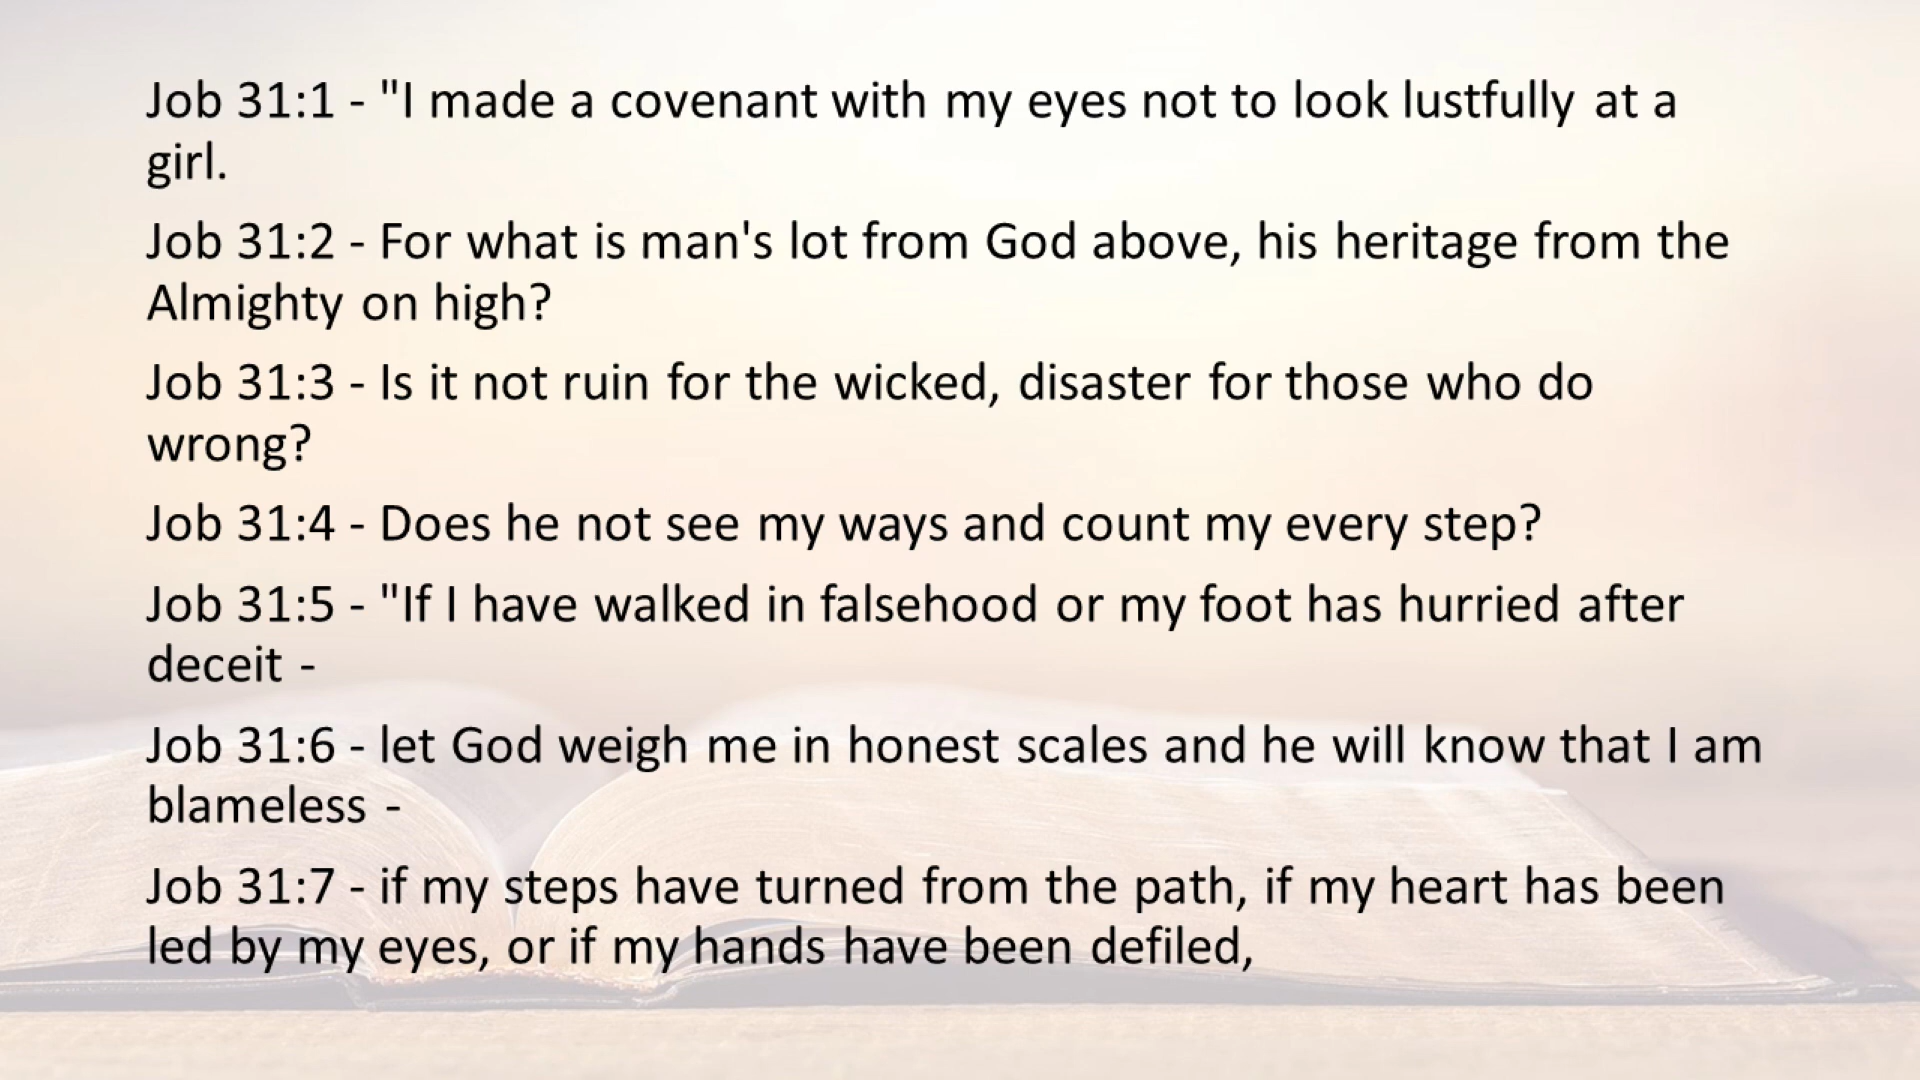 Job 31:1 - "I made a covenant with my eyes not to look lustfully at a
girl.
Job 31:2 - For what is man's lot from God above, his heritage from the
Almighty on high?
Job 31:3 - Is it not ruin for the wicked, disaster for those who do
wrong?
Job 31:4 - Does he not see my ways and count my every step?
Job 31:5 - "If I have walked in falsehood or my foot has hurried after
deceit -
Job 31:6 - let God weigh me in honest scales and he will know that I am
blameless -
Job 31:7 - if my steps have turned from the path, if my heart has been
led by my eyes, or if my hands have been defiled,